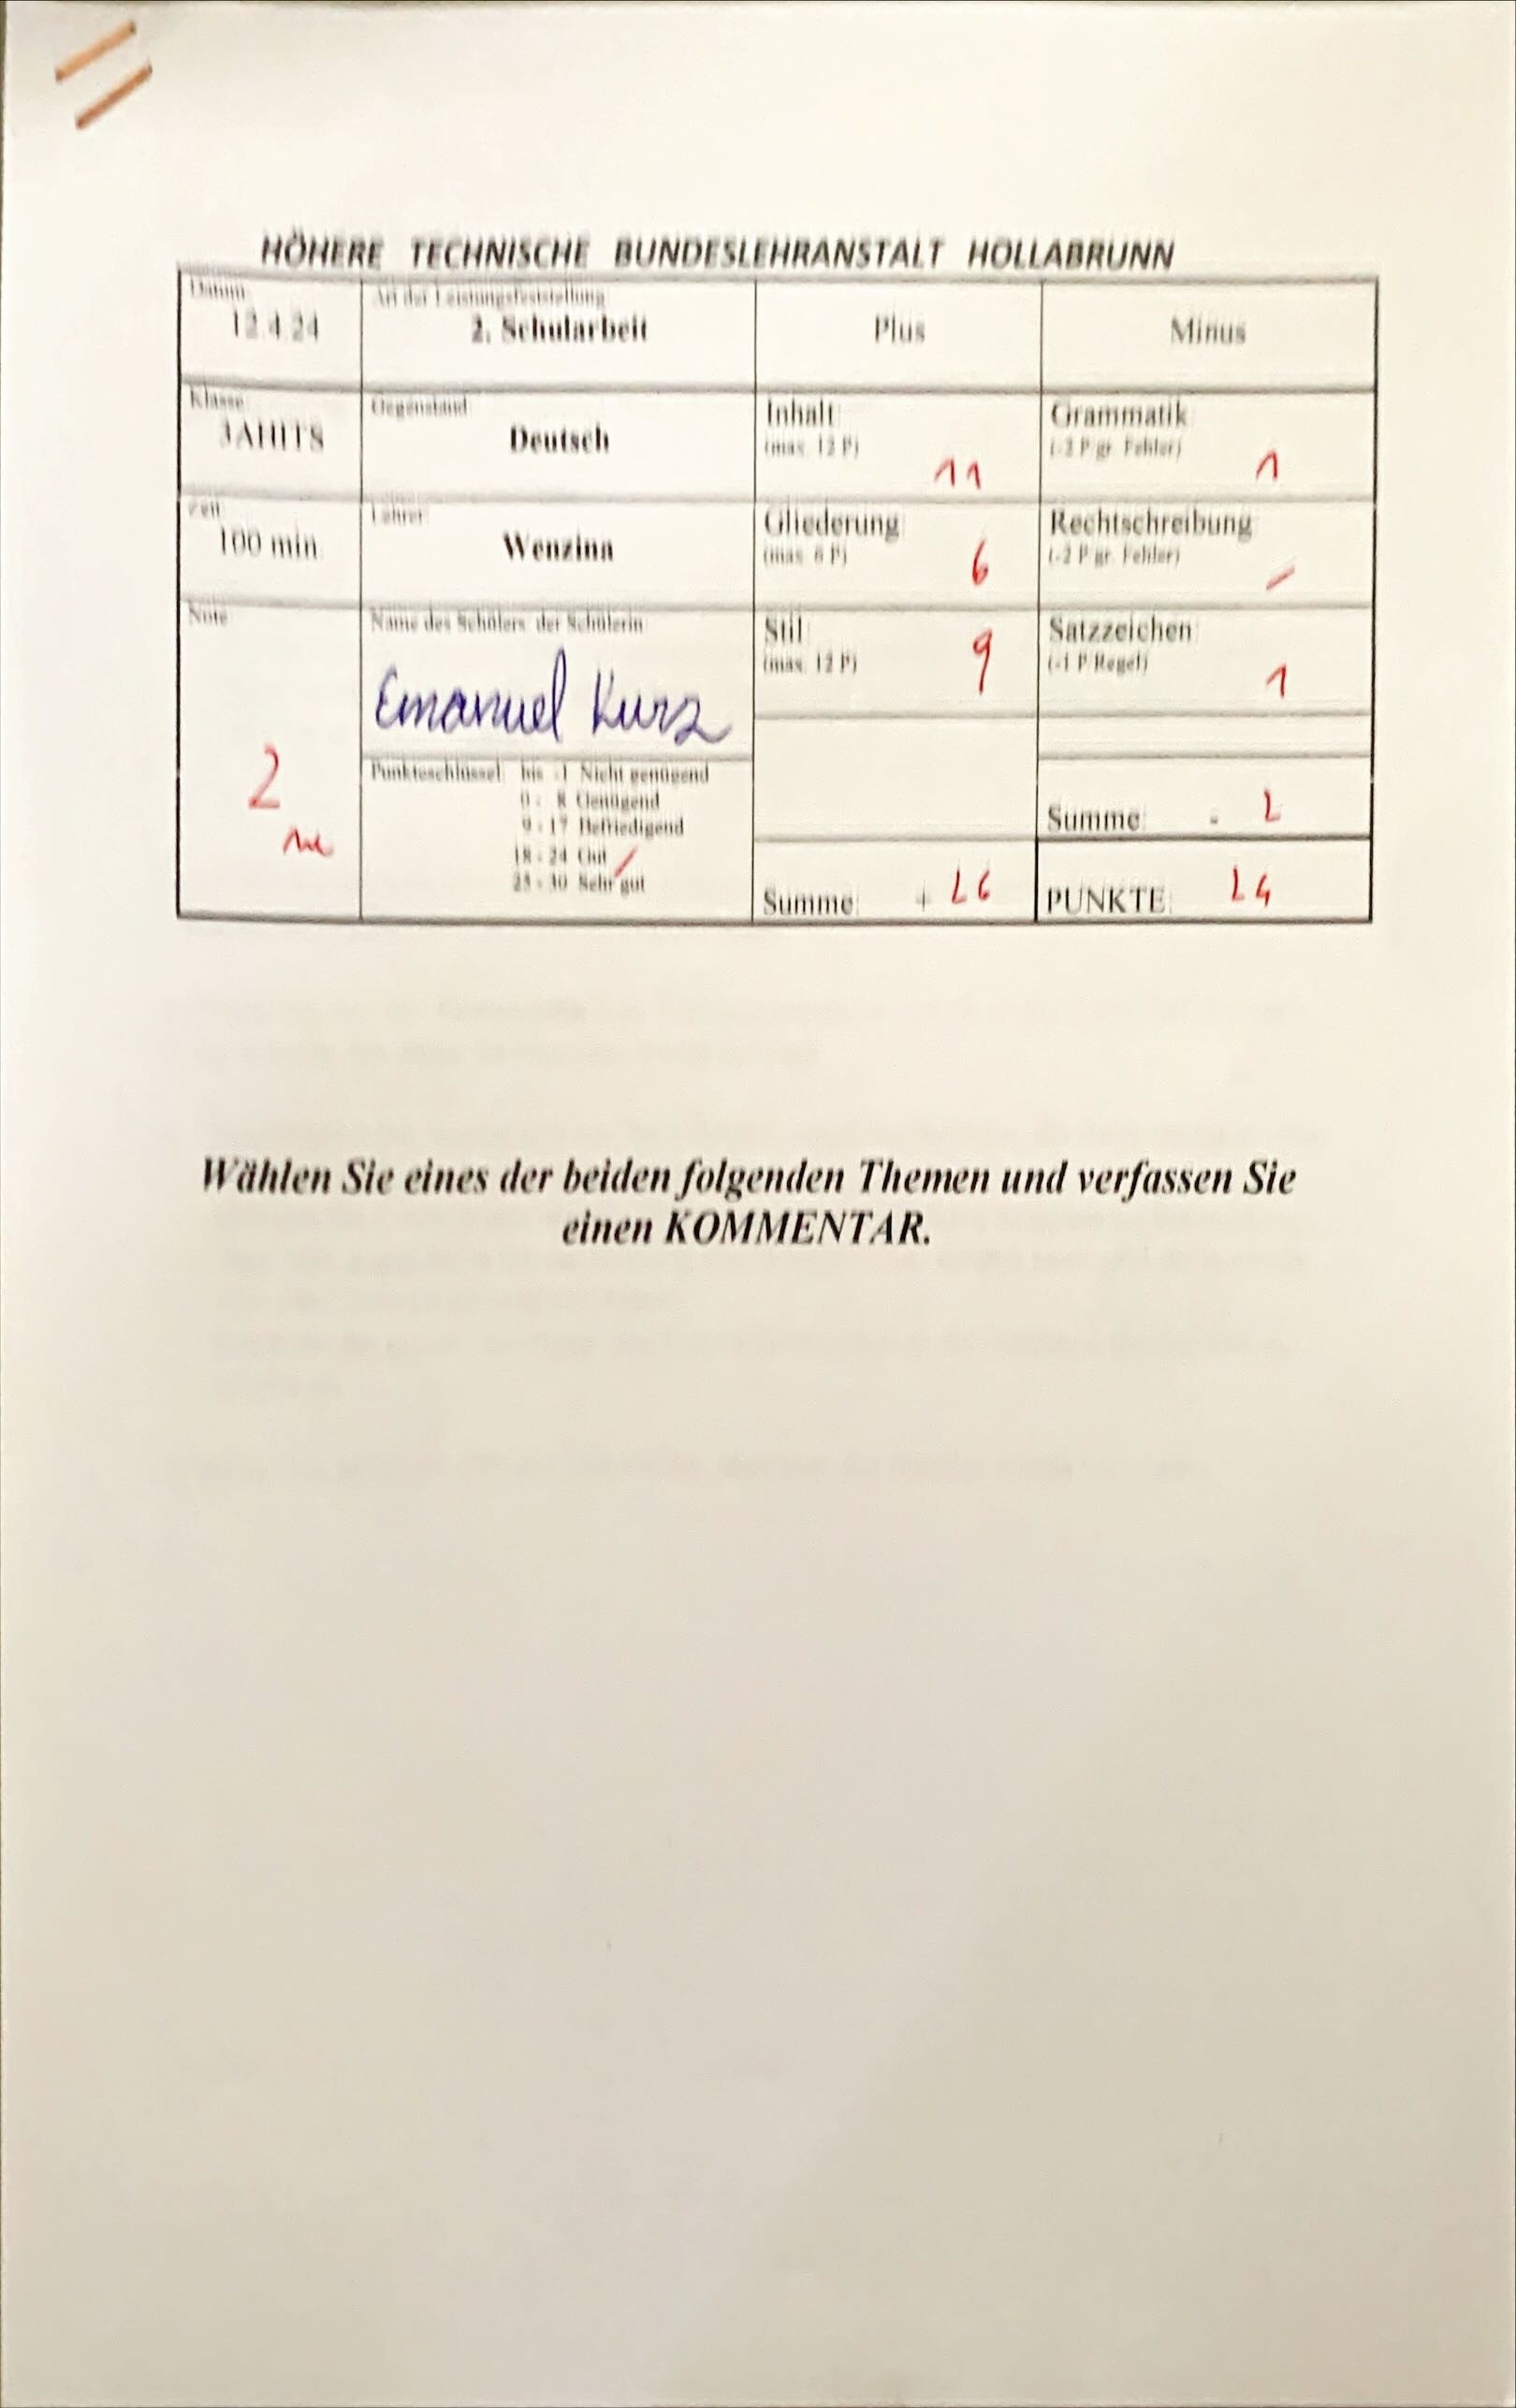 HÖHERE TECHNISCHE BUNDESLEHRANSTALT HOLLABRUNN
Datum
12.4.24
Art der Leistungsfeststellung
2. Schularbeit
Plus
Minus
Klasse
3AHITS
Gegenstand
Deutsch
Inhalt
(max. 12 P)
11
Grammatik
(-2 P gr. Fehler)
1
Zeit
100 min
Lehrer
Wenzina
Gliederung
(max. 6 P)
6
Rechtschreibung
(-2 P gr. Fehler)
Note
2
Name des Schülers der Schülerin
Emanuel Kurz
Stil
(max. 12 P)
9
Satzzeichen
(-1 P Regel)
1
Punkteschlüssel: bis -1 Nicht genügend
0 - 8 Genügend
9 - 17 Befriedigend
18 - 24 Gut
25 - 30 Sehr gut
Summe: - 2
Summe: + 26
PUNKTE: 24
Wählen Sie eines der beiden folgenden Themen und verfassen Sie
einen KOMMENTAR.